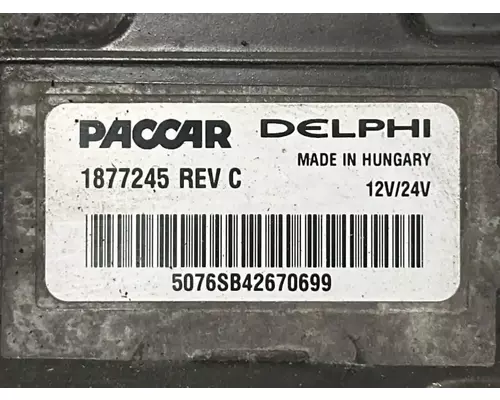 PACCAR DELPHI
MADE IN HUNGARY
1877245 REV C
12V/24V
5076SB42670699